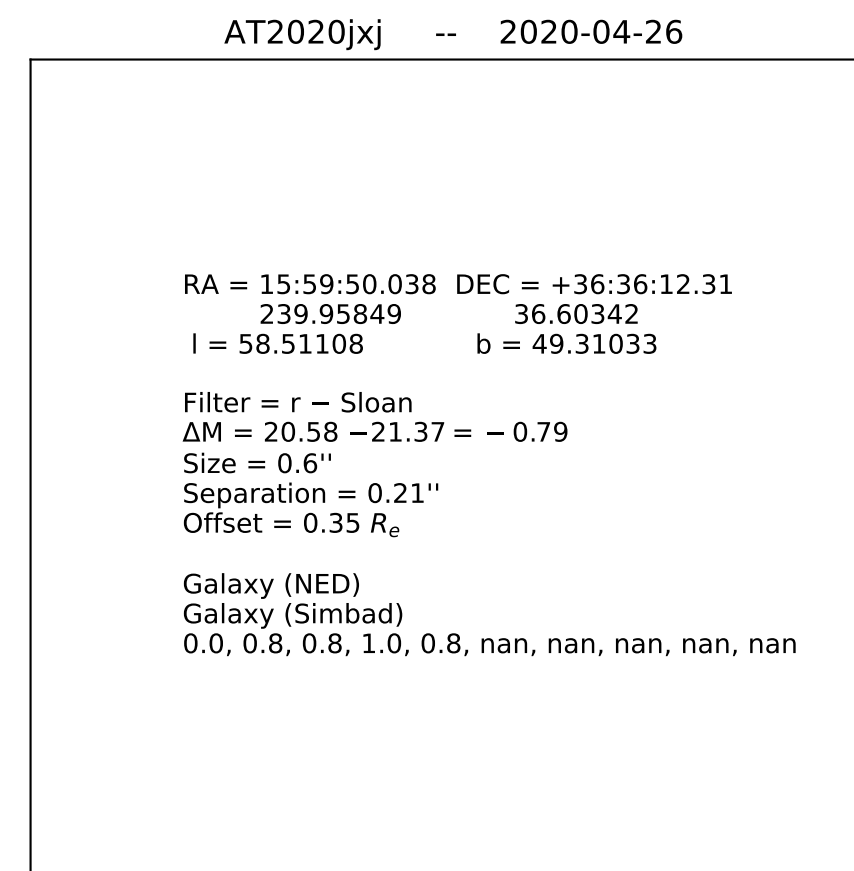 AT2020jxj -- 2020-04-26
RA = 15:59:50.038 DEC = +36:36:12.31
239.95849 36.60342
l = 58.51108 b = 49.31033
Filter = r − Sloan
ΔM = 20.58 −21.37 = − 0.79
Size = 0.6''
Separation = 0.21''
Offset = 0.35 Re
Galaxy (NED)
Galaxy (Simbad)
0.0, 0.8, 0.8, 1.0, 0.8, nan, nan, nan, nan, nan